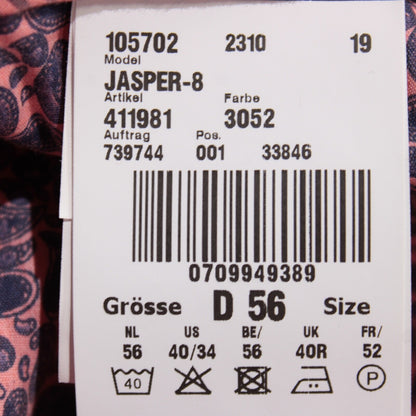 105702 2310 19
Model
JASPER-8
Artikel Farbe
411981 3052
Auftrag Pos.
739744 001 33846
0709949389
Grösse D 56 Size
NL US BE/ UK FR/
56 40/34 56 40R 52
40 P